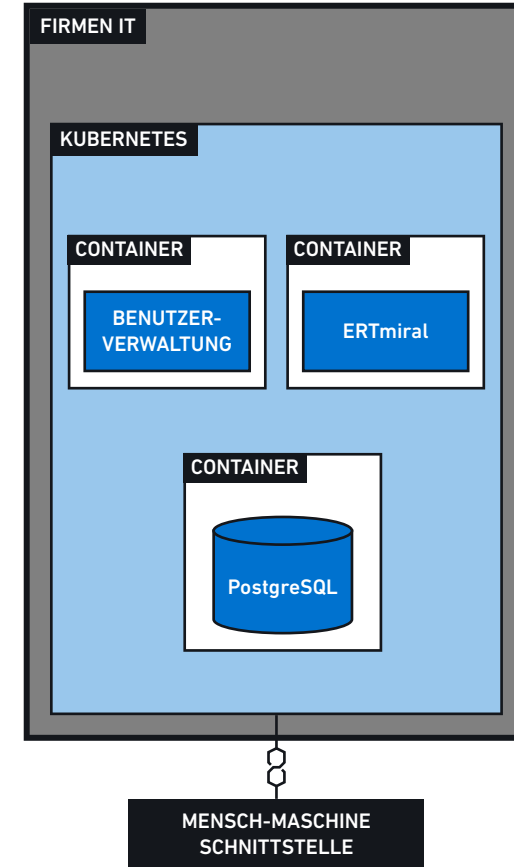 FIRMEN IT
KUBERNETES
CONTAINER
BENUTZER-
VERWALTUNG
CONTAINER
ERTmiral
CONTAINER
PostgreSQL
MENSCH-MASCHINE
SCHNITTSTELLE